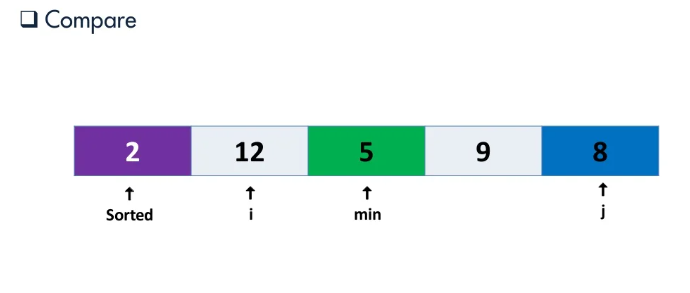 ❑ Compare
2 12 5 9 8
↑ ↑ ↑ ↑
Sorted i min j